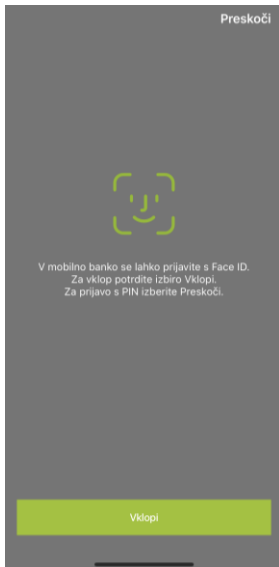 Preskoči
V mobilno banko se lahko prijavite s Face ID.
Za vklop potrdite izbiro Vklopi.
Za prijavo s PIN izberite Preskoči.
Vklopi